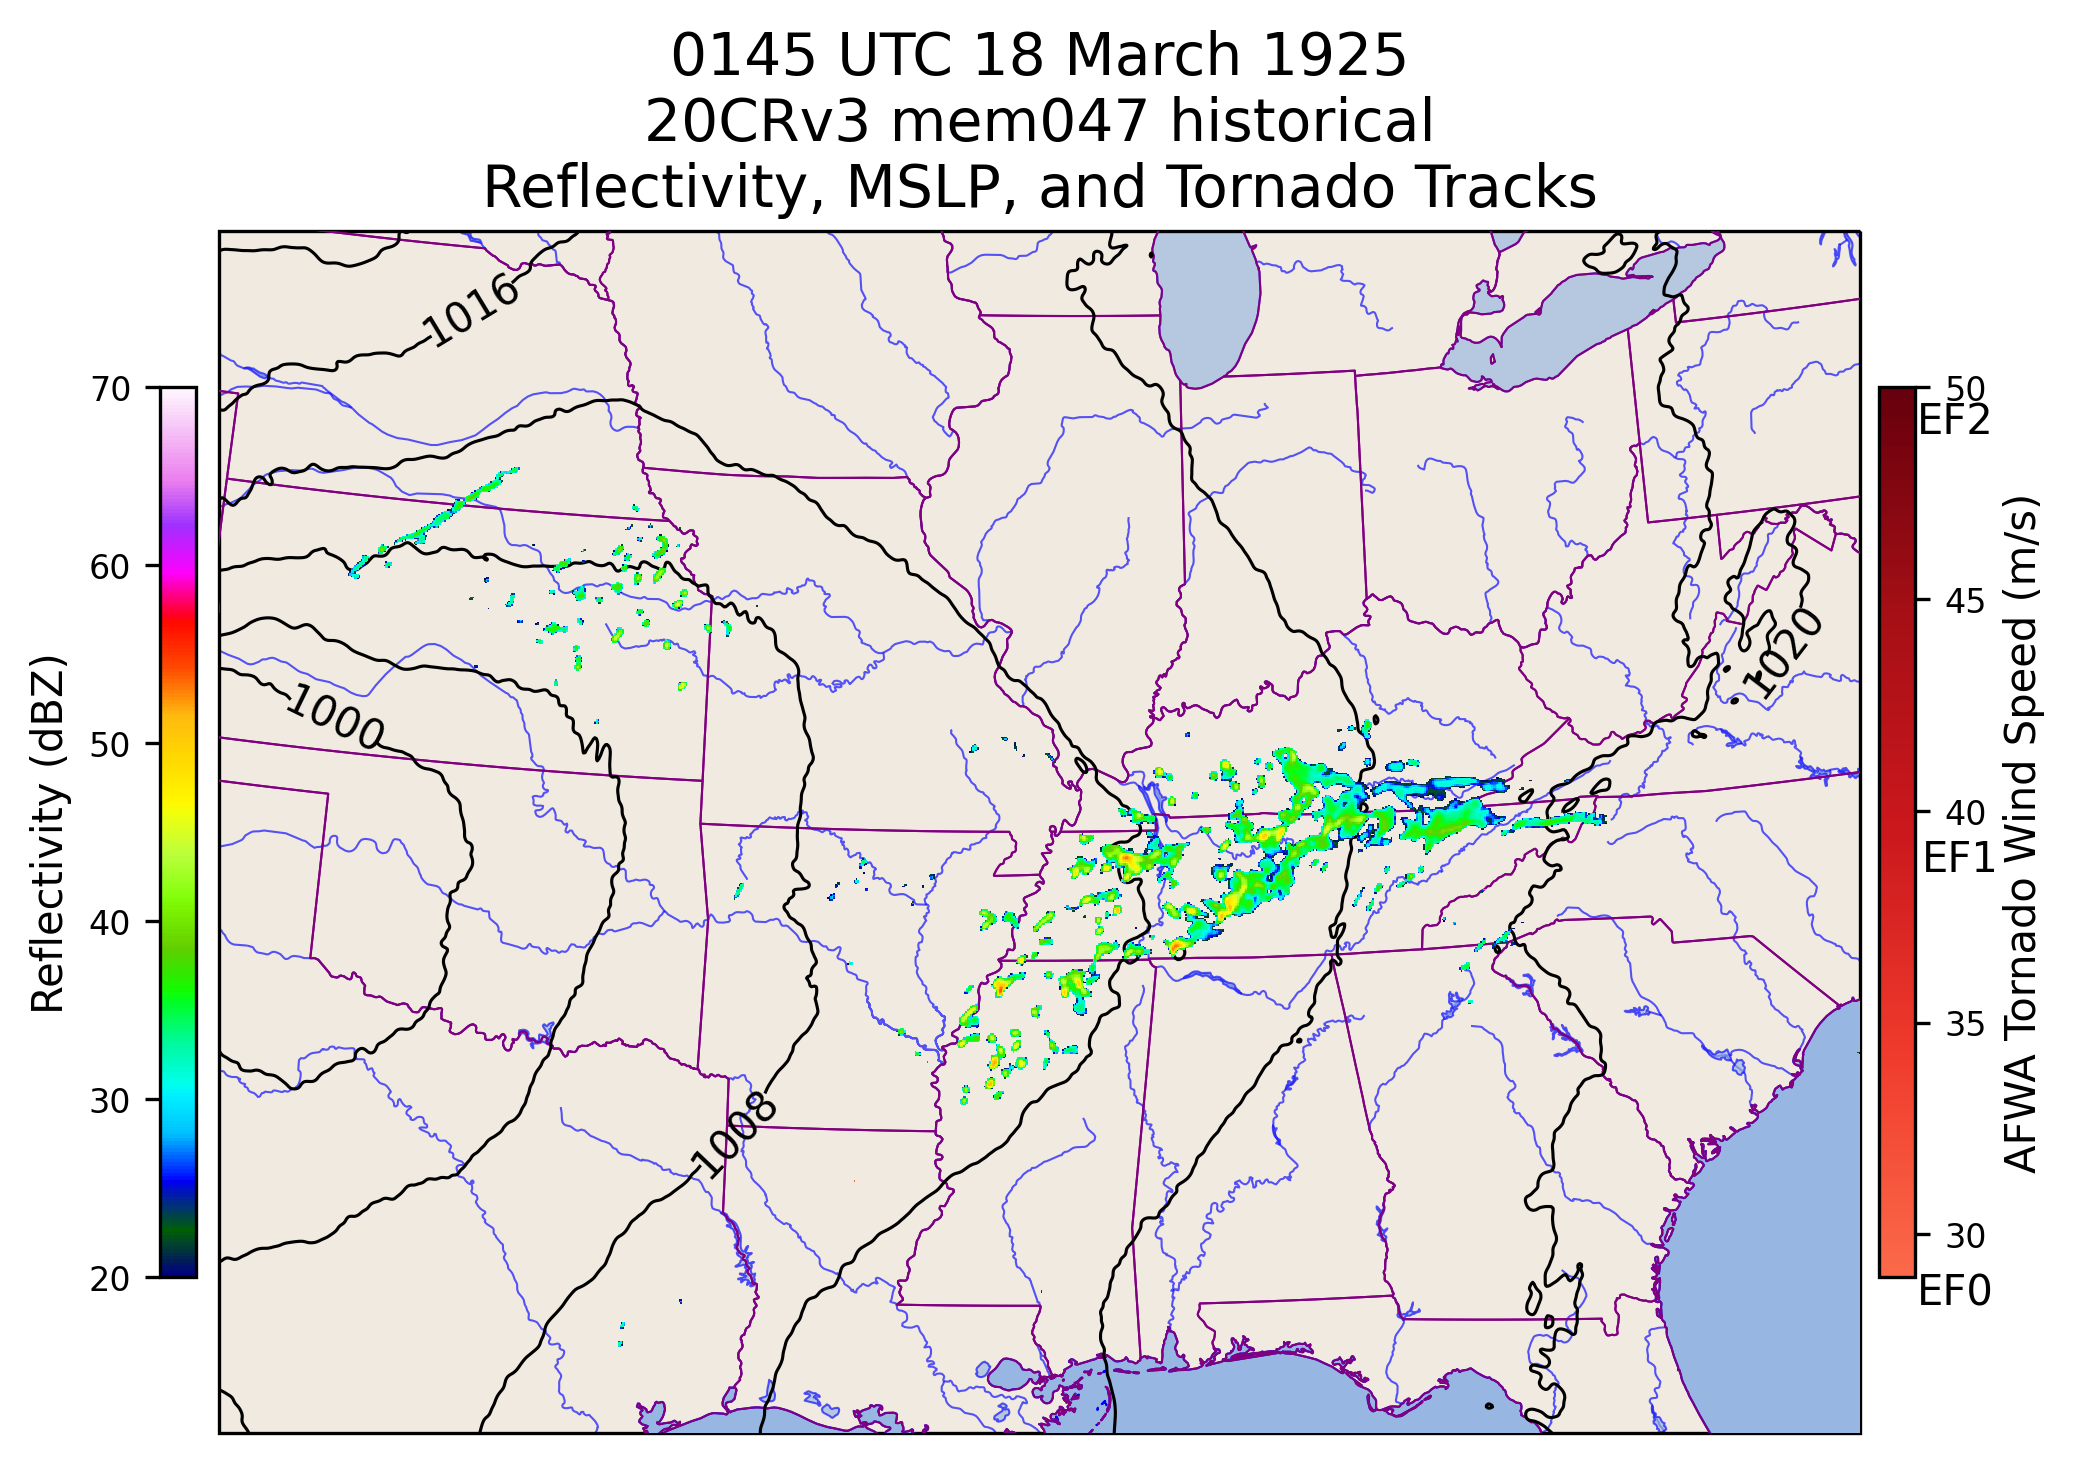 0145 UTC 18 March 1925
20CRv3 mem047 historical
Reflectivity, MSLP, and Tornado Tracks
1016
1000
1008
1020
Reflectivity (dBZ)
70
60
50
40
30
20
50
EF2
45
40
EF1
35
30
EF0
AFWA Tornado Wind Speed (m/s)